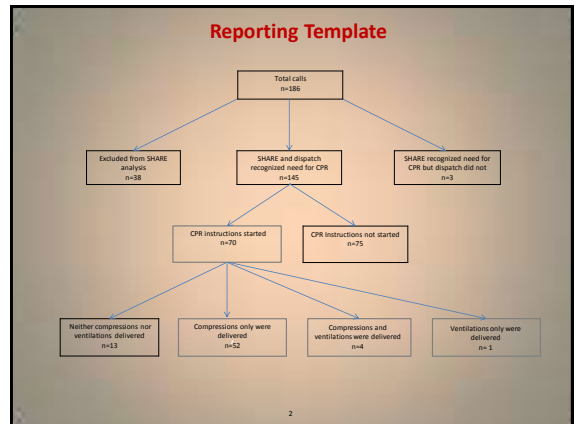 Reporting Template
Total calls
n=186
Excluded from SHARE
analysis
n=38
SHARE and dispatch
recognized need for CPR
n=145
SHARE recognized need for
CPR but dispatch did not
n=3
CPR instructions started
n=70
CPR Instructions not started
n=75
Neither compressions nor
ventilations delivered
n=13
Compressions only were
delivered
n=52
Compressions and
ventilations were delivered
n=4
Ventilations only were
delivered
n= 1
2